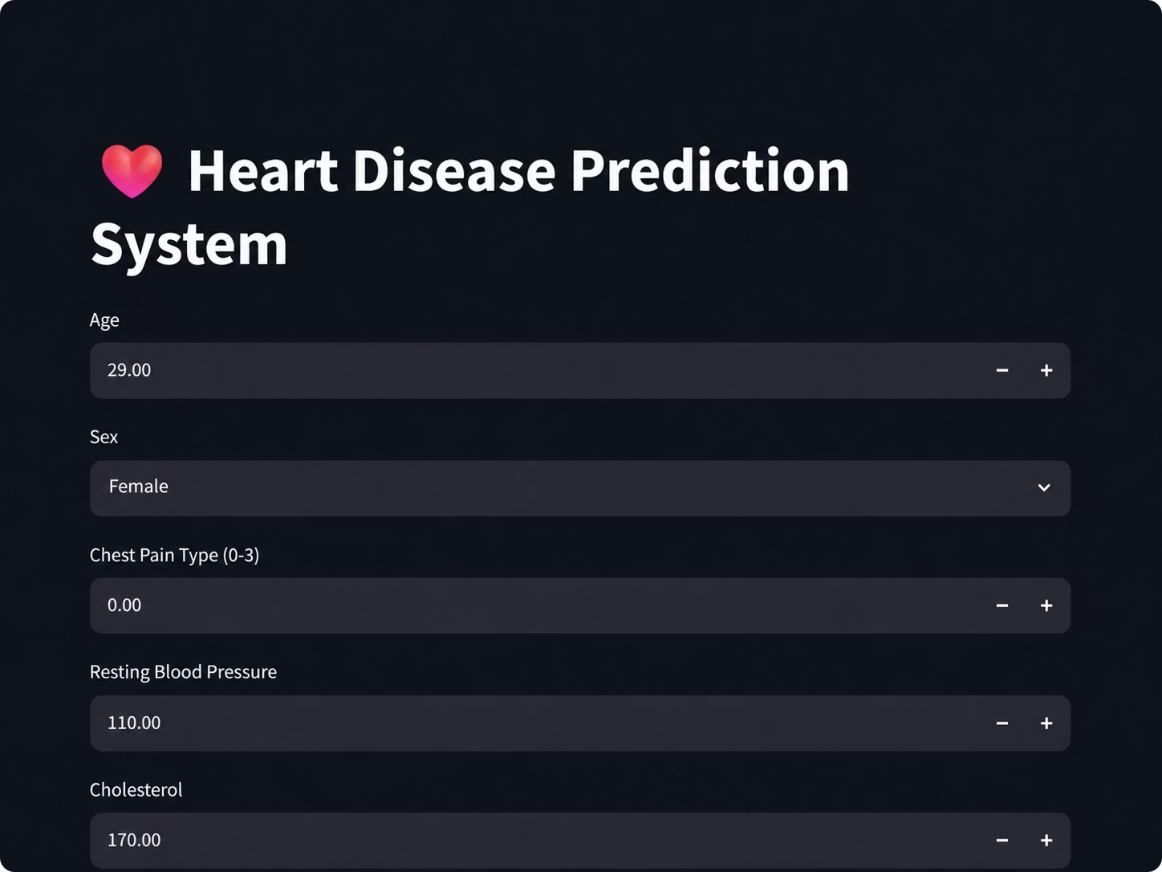 Heart Disease Prediction
System
Age
29.00
Sex
Female
Chest Pain Type (0-3)
0.00
Resting Blood Pressure
110.00
Cholesterol
170.00